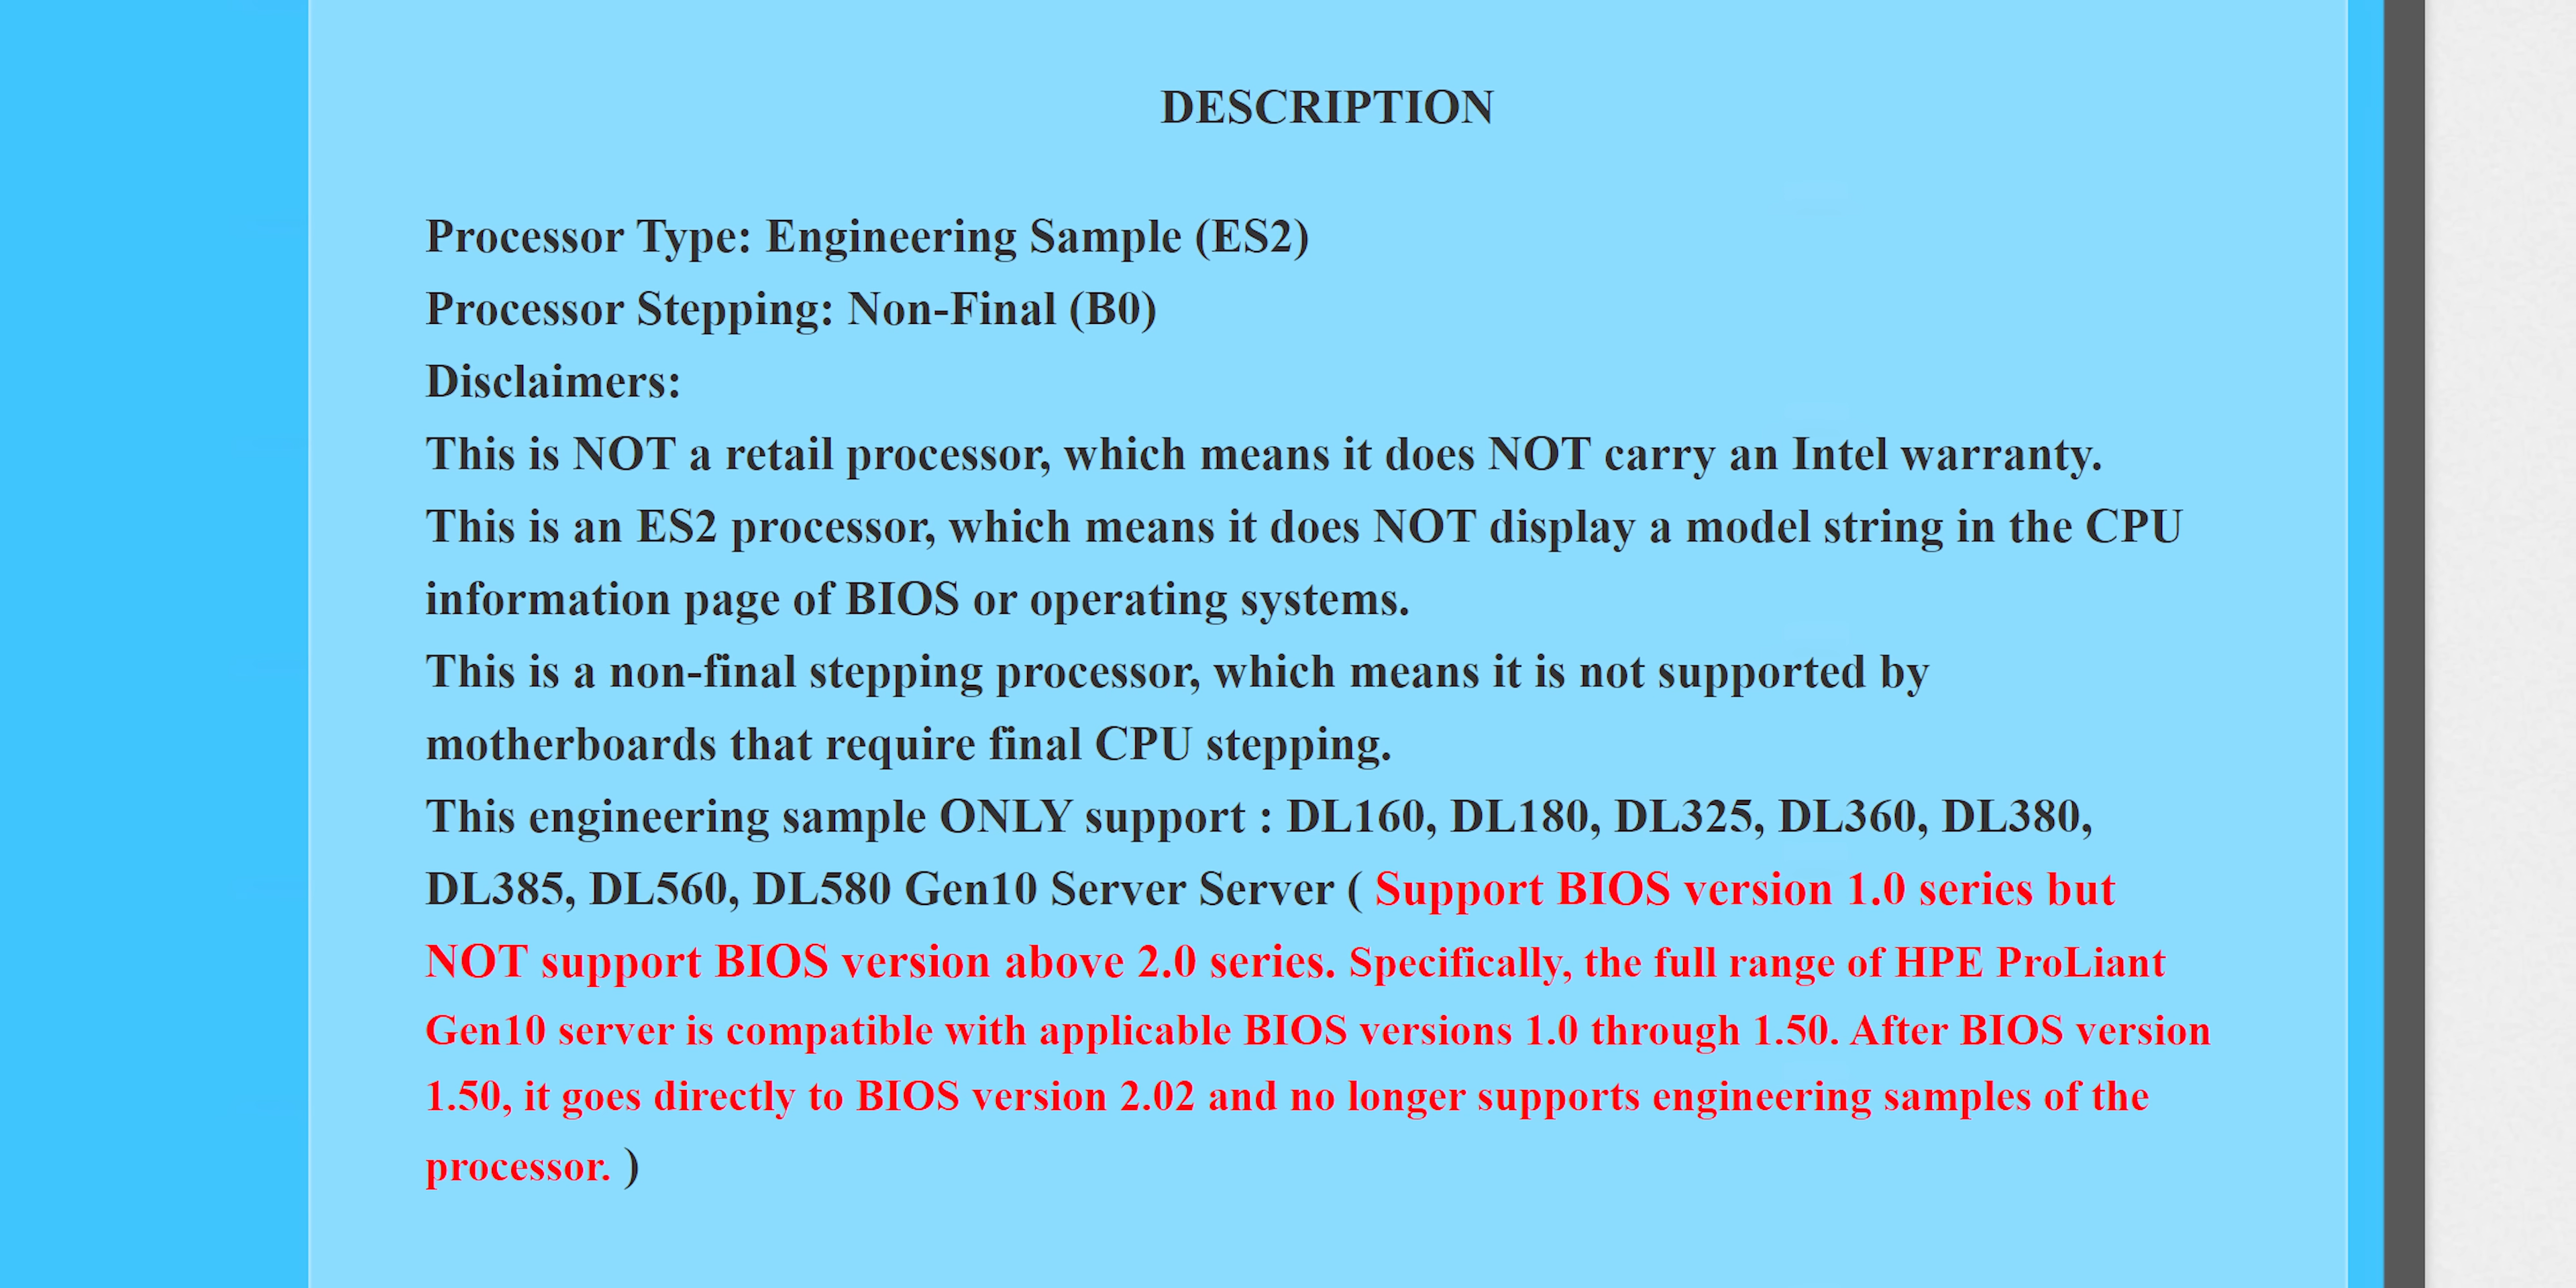 DESCRIPTION
Processor Type: Engineering Sample (ES2)
Processor Stepping: Non-Final (B0)
Disclaimers:
This is NOT a retail processor, which means it does NOT carry an Intel warranty.
This is an ES2 processor, which means it does NOT display a model string in the CPU
information page of BIOS or operating systems.
This is a non-final stepping processor, which means it is not supported by
motherboards that require final CPU stepping.
This engineering sample ONLY support : DL160, DL180, DL325, DL360, DL380,
DL385, DL560, DL580 Gen10 Server Server ( Support BIOS version 1.0 series but
NOT support BIOS version above 2.0 series. Specifically, the full range of HPE ProLiant
Gen10 server is compatible with applicable BIOS versions 1.0 through 1.50. After BIOS version
1.50, it goes directly to BIOS version 2.02 and no longer supports engineering samples of the
processor. )